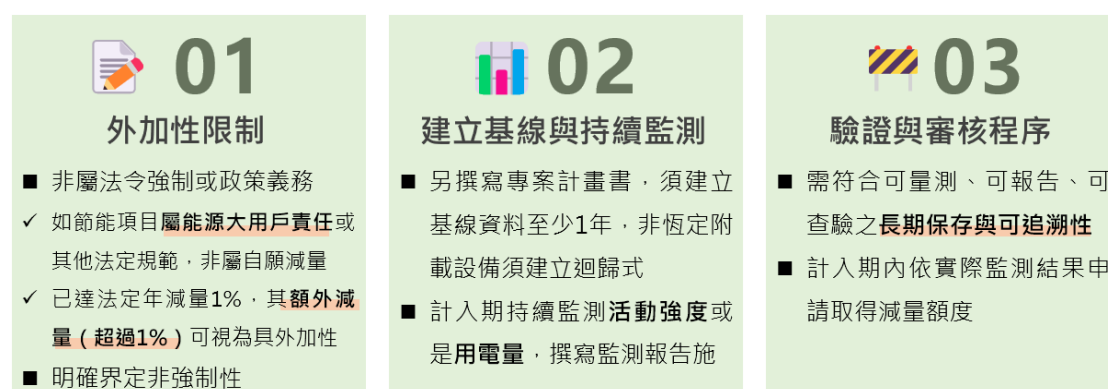 01
外加性限制
■ 非屬法令強制或政策義務
✓ 如節能項目屬能源大用戶責任或
其他法定規範，非屬自願減量
✓ 已達法定年減量1%，其額外減
量（超過1%）可視為具外加性
■ 明確界定非強制性
02
建立基線與持續監測
■ 另撰寫專案計畫書，須建立
基線資料至少1年，非恆定附
載設備須建立迴歸式
■ 計入期持續監測活動強度或
是用電量，撰寫監測報告施
03
驗證與審核程序
■ 需符合可量測、可報告、可
查驗之長期保存與可追溯性
■ 計入期內依實際監測結果申
請取得減量額度